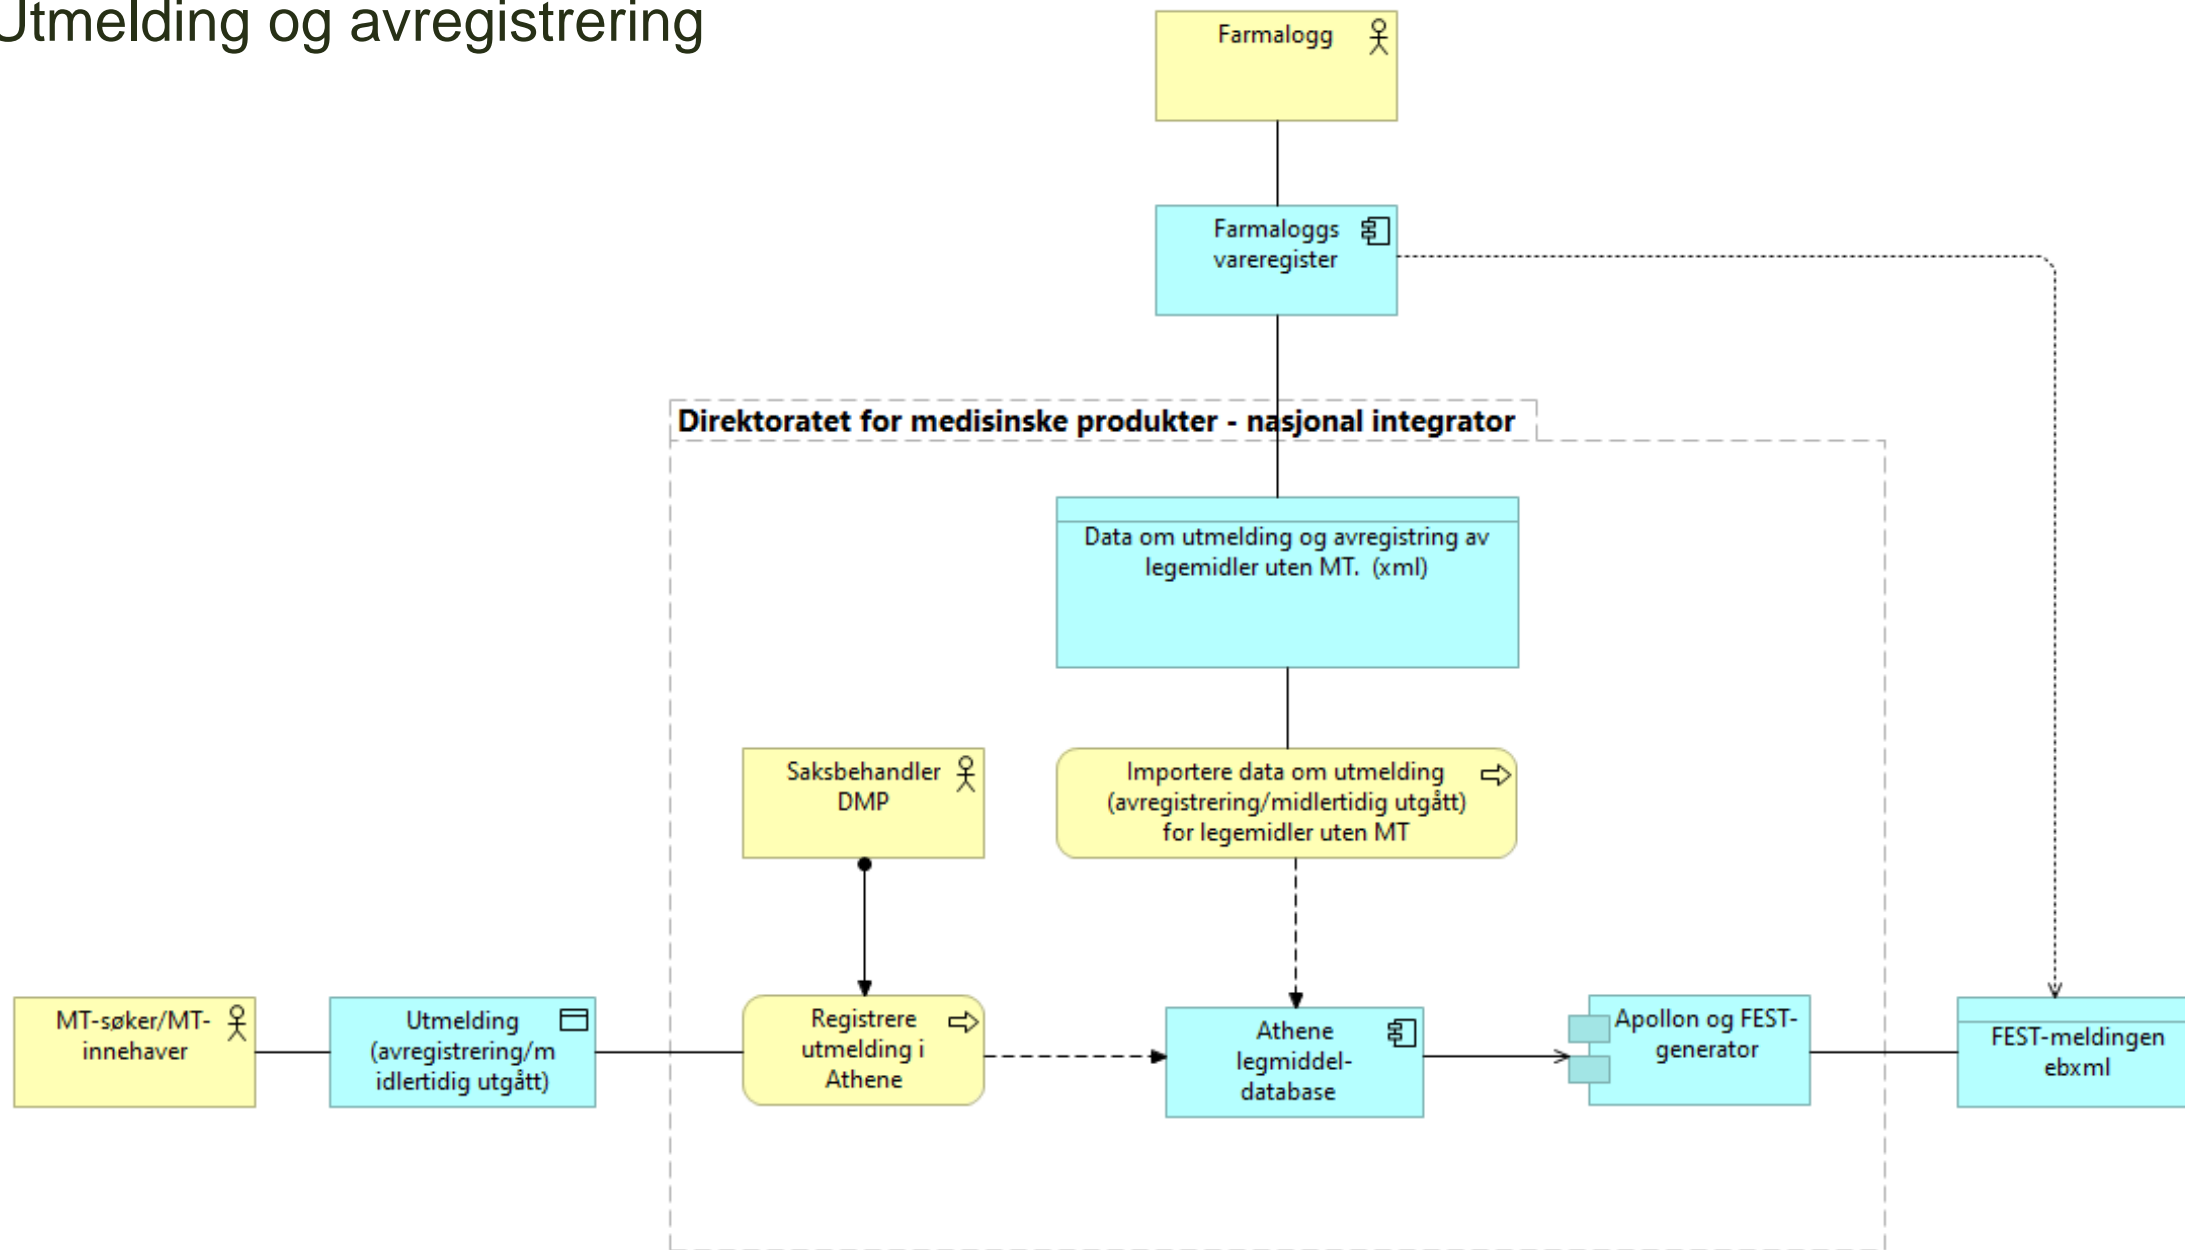 Utmelding og avregistrering
Farmalogg
Farmaloggs
vareregister
Direktoratet for medisinske produkter - nasjonal integrator
Data om utmelding og avregistring av
legemidler uten MT.  (xml)
Saksbehandler
DMP
Importere data om utmelding
(avregistrering/midlertidig utgått)
for legemidler uten MT
MT-søker/MT-
innehaver
Utmelding
(avregistrering/m
idlertidig utgått)
Registrere
utmelding i
Athene
Athene
legmiddel-
database
Apollon og FEST-
generator
FEST-meldingen
ebxml